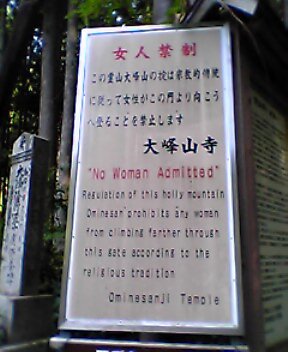 女人禁制
この霊山大峰山の掟は宗教的傳統
に従って女性がこの門より向こう
へ登ることを禁止します
大峰山寺
"No Woman Admitted"
Regulation of this holly mountain
Ominesan prohibits any woman
from climbing farther through
this gate according to the
religious tradition
OminesanJi Temple